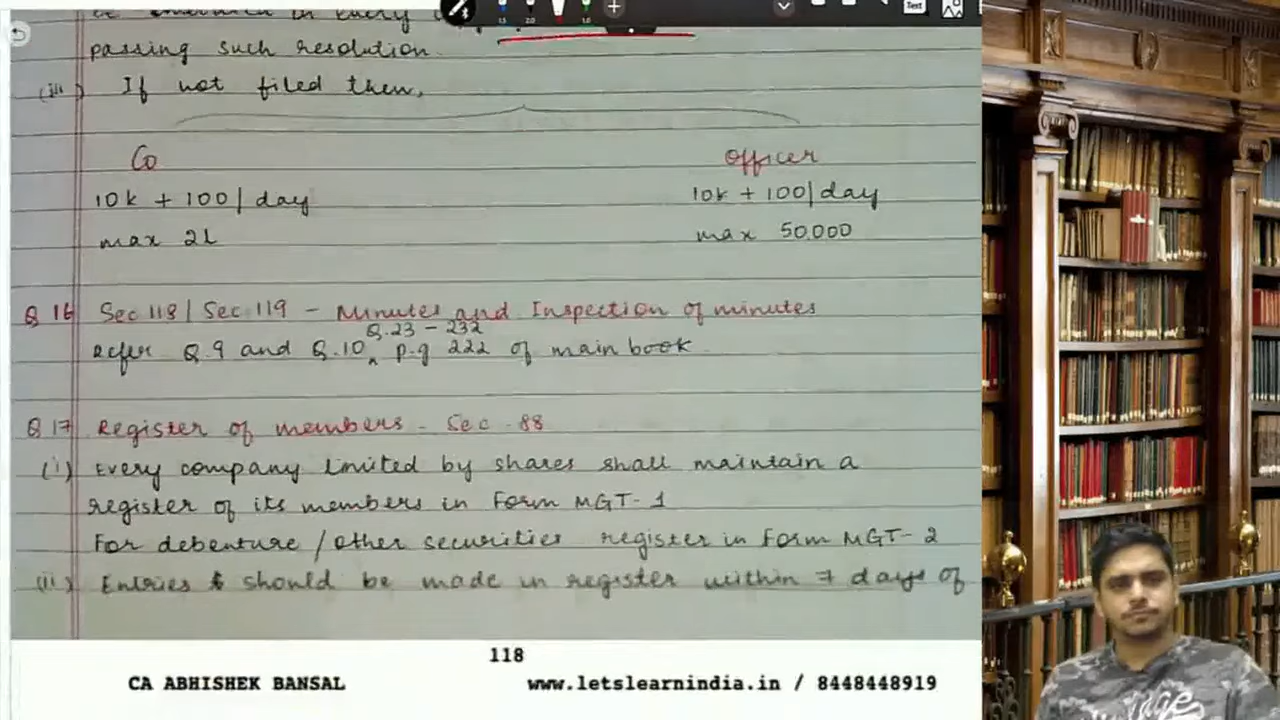 passing such resolution.
(iii) If not filed then,
Co
Officer
10k + 100/day
10k + 100/day
max 2L
max 50,000
Q 16 Sec 118 / Sec 119 - Minutes and Inspection of minutes
Q.23 - 232
Refer Q.9 and Q.10, p.g 222 of main book
Q 17 Register of members - Sec - 88
(i) Every company limited by shares shall maintain a
register of its members in Form MGT-1
For debenture / other securities register in Form MGT-2
(ii) Entries should be made in register within 7 days of
118
CA ABHISHEK BANSAL
www.letslearnindia.in / 8448448919
Text